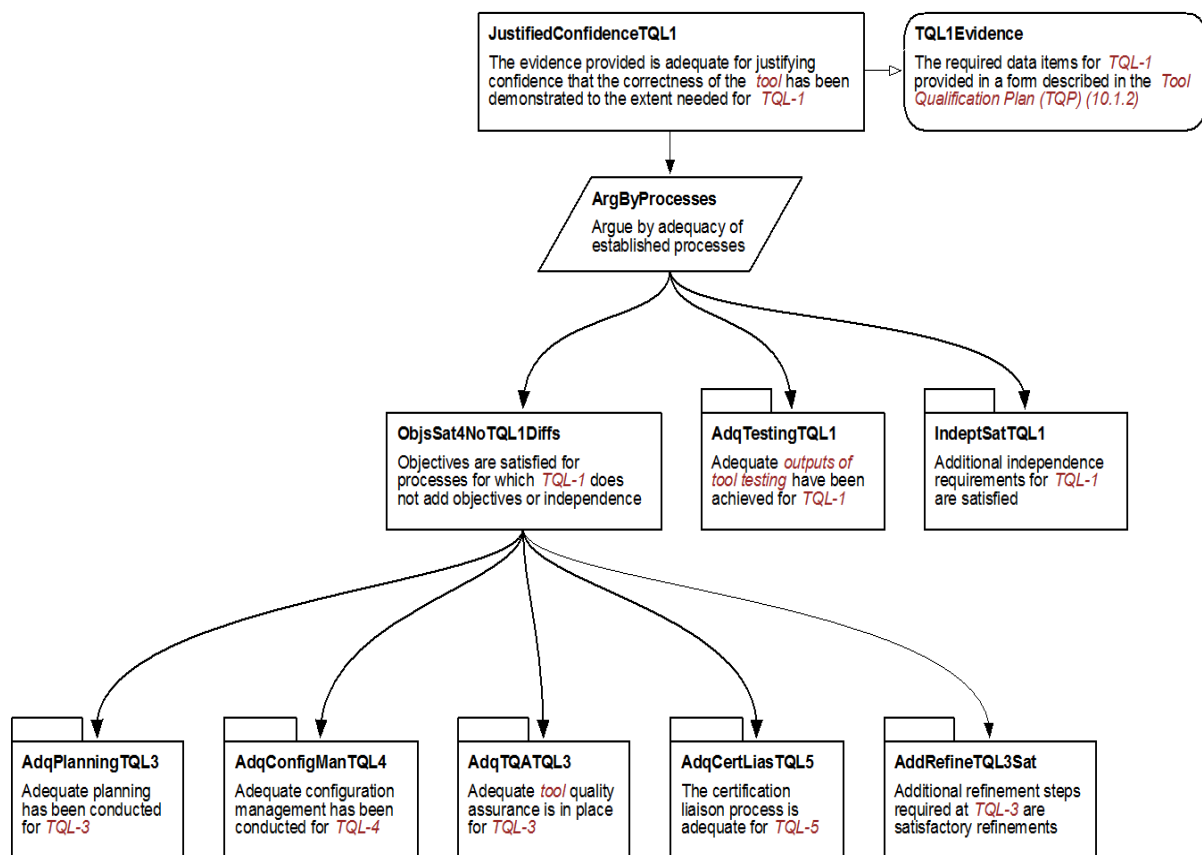 JustifiedConfidenceTQL1
The evidence provided is adequate for justifying
confidence that the correctness of the tool has been
demonstrated to the extent needed for TQL-1
TQL1Evidence
The required data items for TQL-1
provided in a form described in the Tool
Qualification Plan (TQP) (10.1.2)
ArgByProcesses
Argue by adequacy of
established processes
ObjsSat4NoTQL1Diffs
Objectives are satisfied for
processes for which TQL-1 does
not add objectives or independence
AdqTestingTQL1
Adequate outputs of
tool testing have been
achieved for TQL-1
IndeptSatTQL1
Additional independence
requirements for TQL-1
are satisfied
AdqPlanningTQL3
Adequate planning
has been conducted
for TQL-3
AdqConfigManTQL4
Adequate configuration
management has been
conducted for TQL-4
AdqTQATQL3
Adequate tool quality
assurance is in place
for TQL-3
AdqCertLiasTQL5
The certification
liaison process is
adequate for TQL-5
AddRefineTQL3Sat
Additional refinement steps
required at TQL-3 are
satisfactory refinements